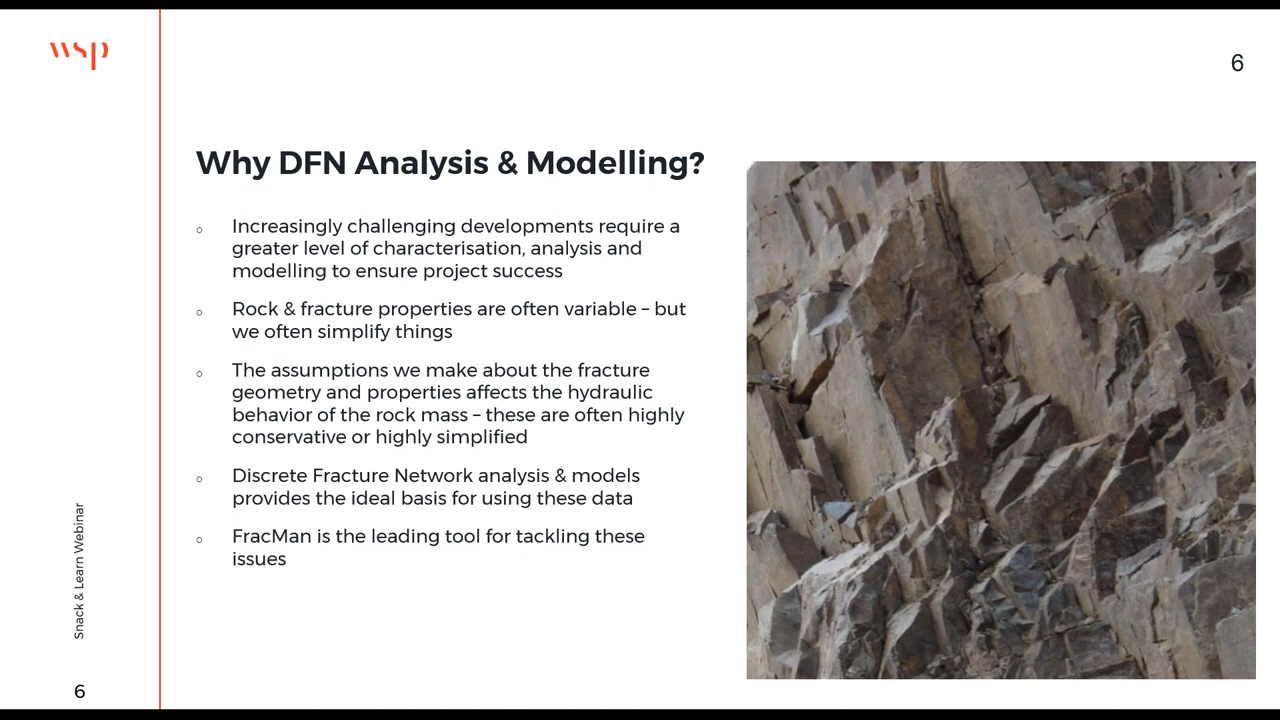 wsp
6
Why DFN Analysis & Modelling?
○ Increasingly challenging developments require a
greater level of characterisation, analysis and
modelling to ensure project success
○ Rock & fracture properties are often variable – but
we often simplify things
○ The assumptions we make about the fracture
geometry and properties affects the hydraulic
behavior of the rock mass – these are often highly
conservative or highly simplified
○ Discrete Fracture Network analysis & models
provides the ideal basis for using these data
○ FracMan is the leading tool for tackling these
issues
Snack & Learn Webinar
6